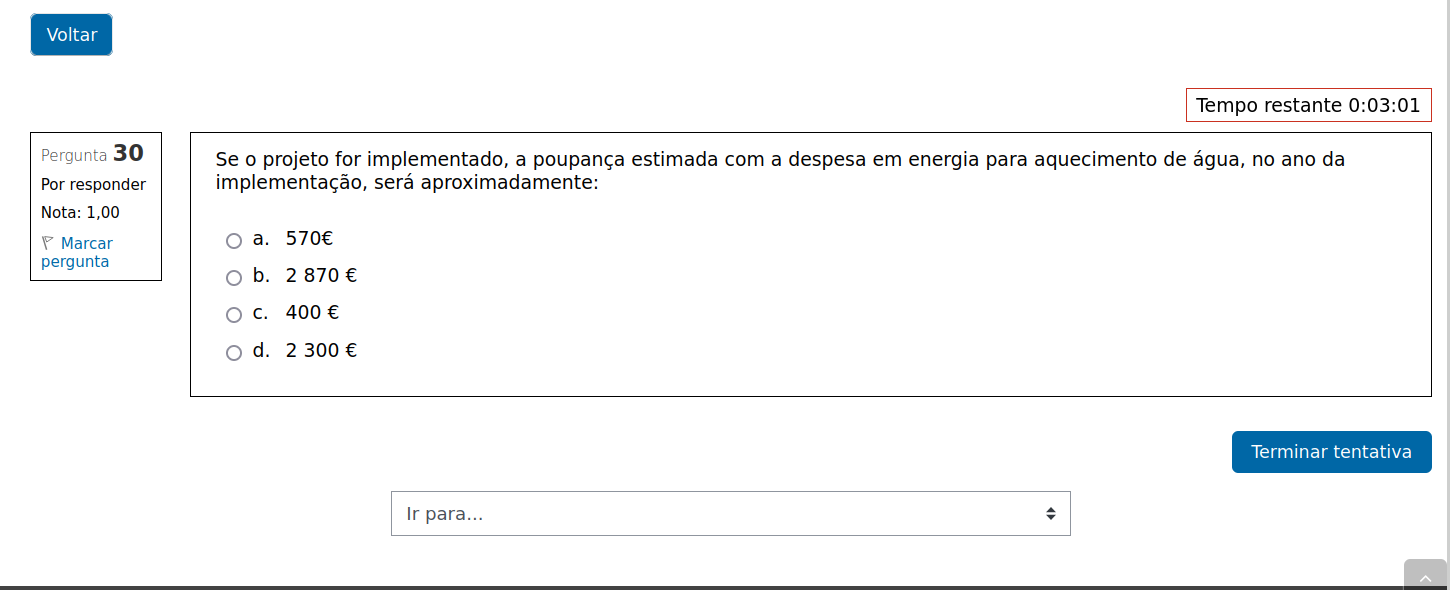 Voltar
Tempo restante 0:03:01
Pergunta 30
Por responder
Nota: 1,00
Marcar
pergunta
Se o projeto for implementado, a poupança estimada com a despesa em energia para aquecimento de água, no ano da
implementação, será aproximadamente:
a. 570€
b. 2 870 €
c. 400 €
d. 2 300 €
Terminar tentativa
Ir para...